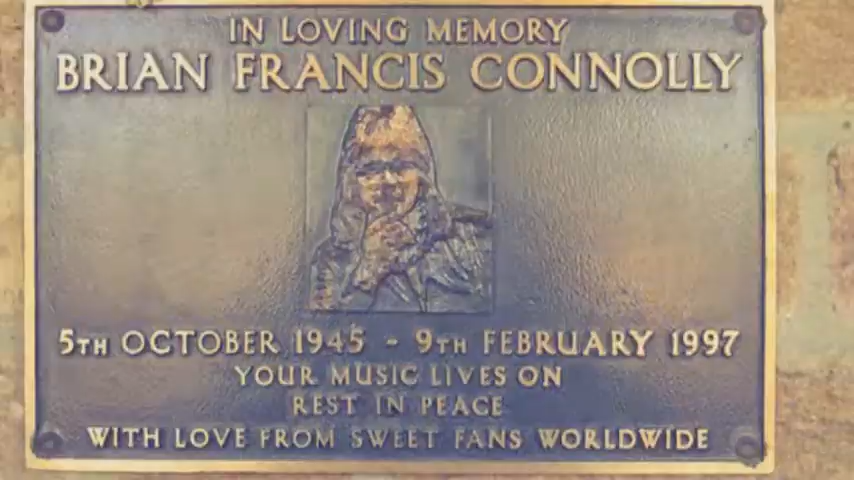 IN LOVING MEMORY
BRIAN FRANCIS CONNOLLY
5TH OCTOBER 1945 - 9TH FEBRUARY 1997
YOUR MUSIC LIVES ON
REST IN PEACE
WITH LOVE FROM SWEET FANS WORLDWIDE